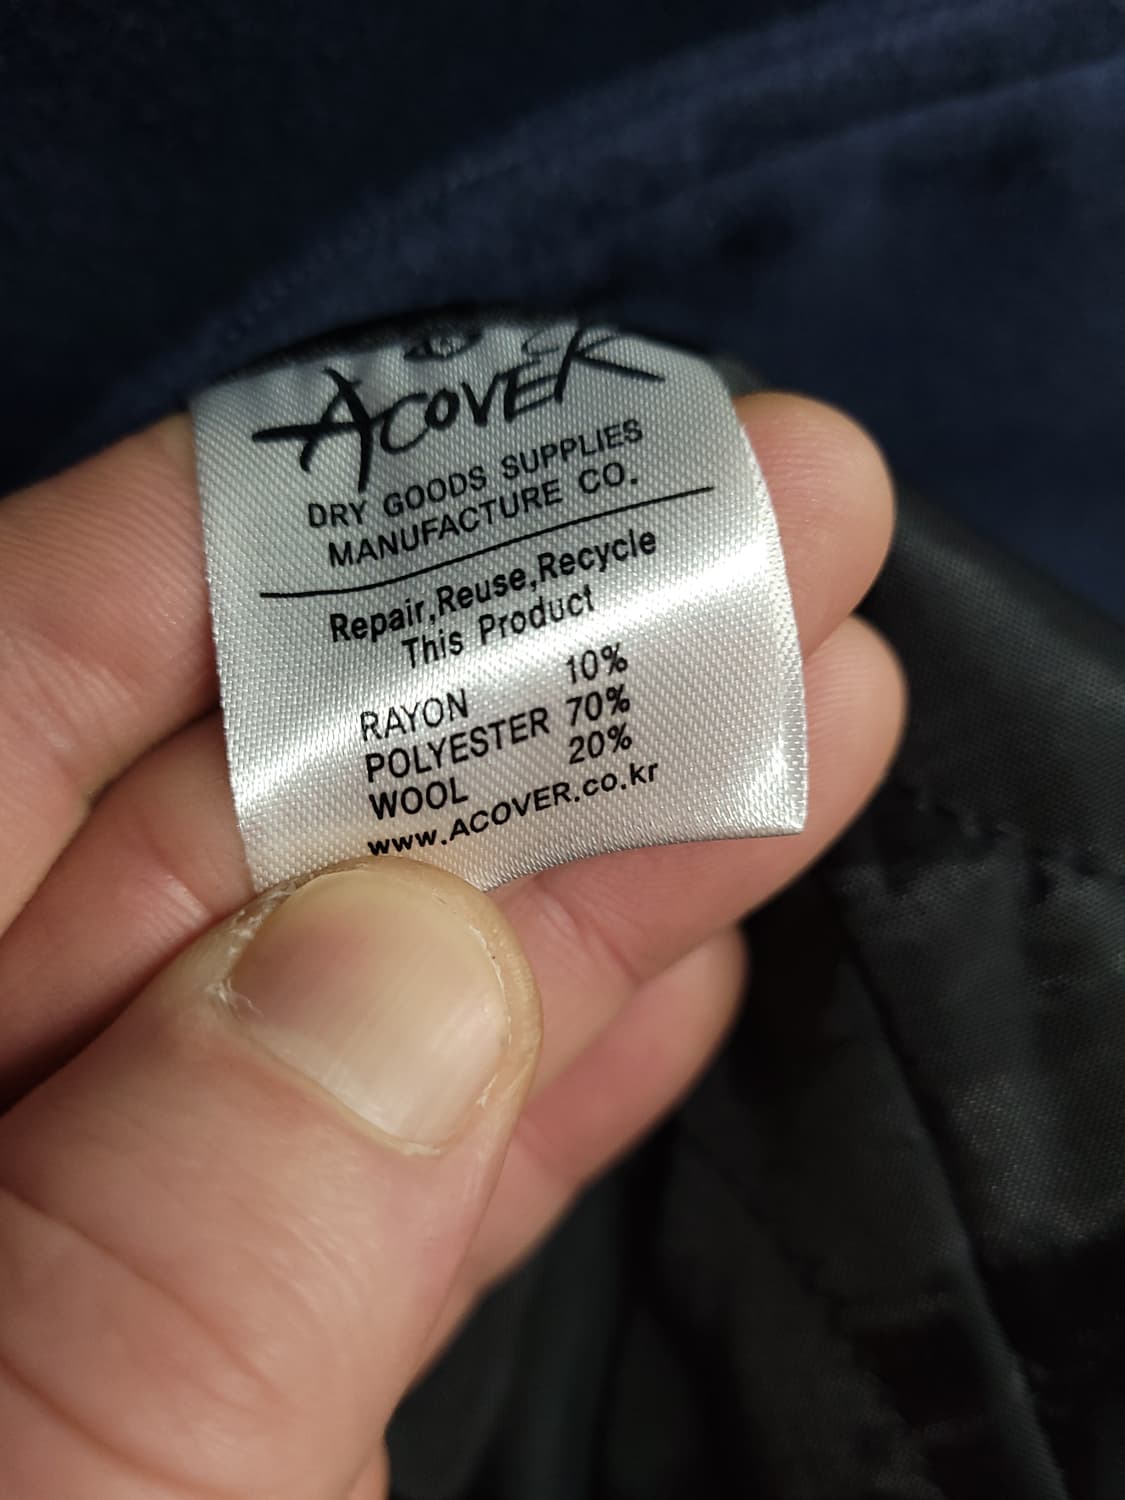 ACOVER
DRY GOODS SUPPLIES
MANUFACTURE CO.
Repair,Reuse,Recycle
This Product
RAYON 10%
POLYESTER 70%
WOOL 20%
www.ACOVER.co.kr